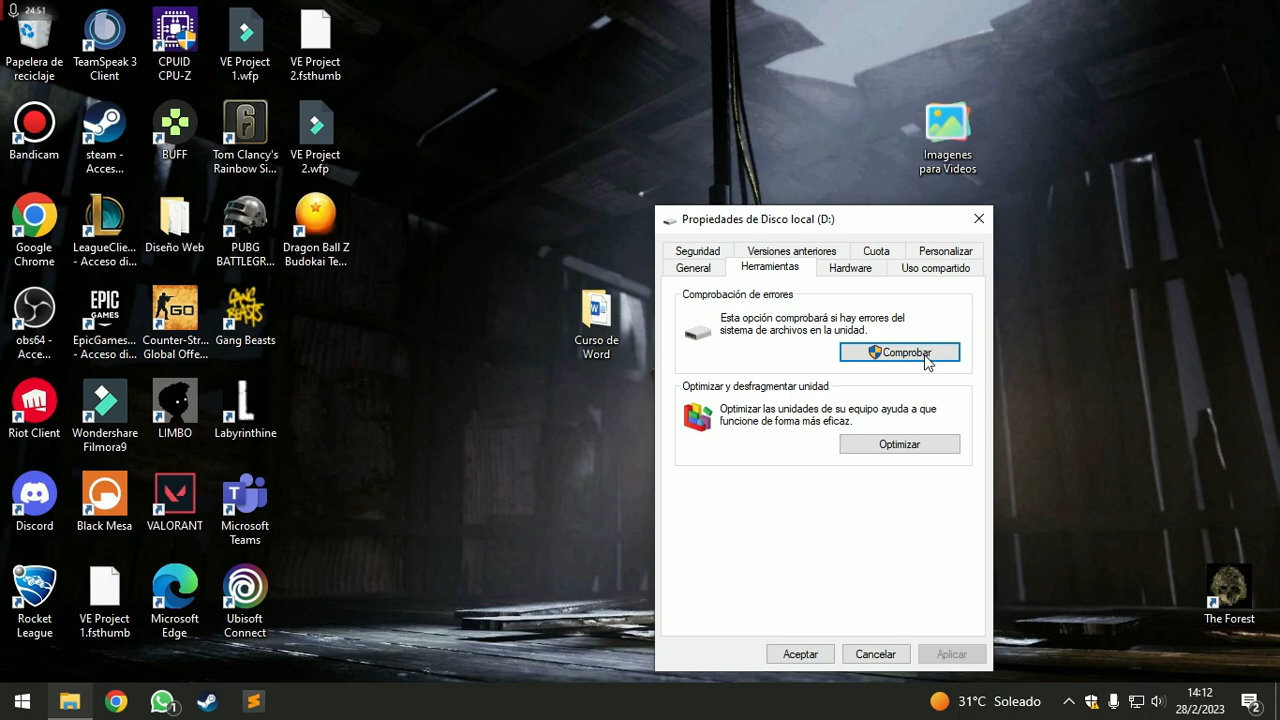 24:51
Papelera de
reciclaje
TeamSpeak 3
Client
CPUID
CPU-Z
VE Project
1.wfp
VE Project
2.fsthumb
Bandicam
steam -
Acces...
BUFF
Tom Clancy's
Rainbow Si...
VE Project
2.wfp
Google
Chrome
LeagueClie...
- Acceso di...
Diseño Web
PUBG
BATTLEGR...
Dragon Ball Z
Budokai Te...
obs64 -
Acce...
EPIC
GAMES
EpicGames...
- Acceso di...
GO
Counter-Str...
Global Offe...
GANG
BEASTS
Gang Beasts
Riot Client
Wondershare
Filmora9
LIMBO
Labyrinthine
Discord
Black Mesa
VALORANT
Microsoft
Teams
Rocket
League
VE Project
1.fsthumb
Microsoft
Edge
Ubisoft
Connect
Imagenes
para Videos
Curso de
Word
The Forest
Propiedades de Disco local (D:)
Seguridad
Versiones anteriores
Cuota
Personalizar
General
Herramientas
Hardware
Uso compartido
Comprobación de errores
Esta opción comprobará si hay errores del
sistema de archivos en la unidad.
Comprobar
Optimizar y desfragmentar unidad
Optimizar las unidades de su equipo ayuda a que
funcione de forma más eficaz.
Optimizar
Aceptar
Cancelar
Aplicar
1
31°C Soleado
14:12
28/2/2023
2